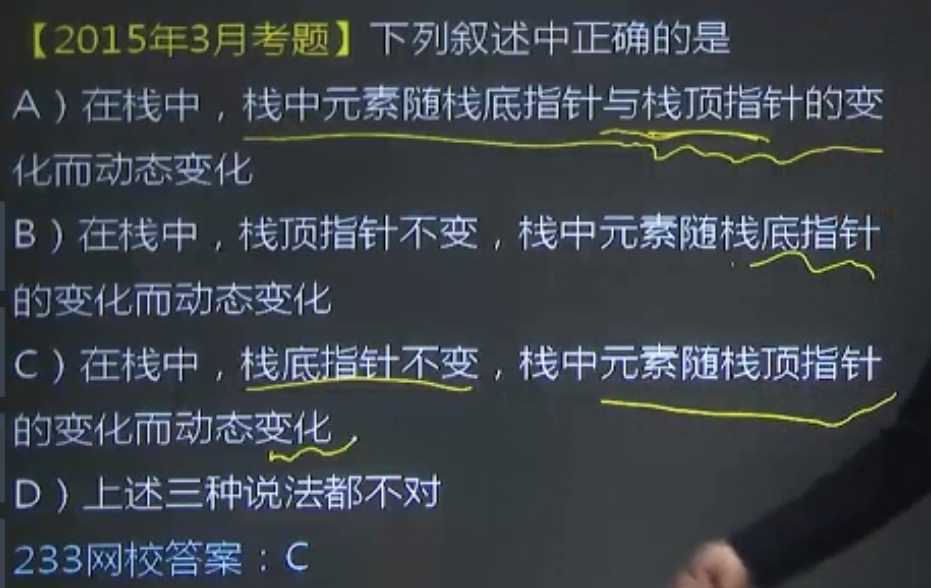 【2015年3月考题】下列叙述中正确的是
A）在栈中，栈中元素随栈底指针与栈顶指针的变
化而动态变化
B）在栈中，栈顶指针不变，栈中元素随栈底指针
的变化而动态变化
C）在栈中，栈底指针不变，栈中元素随栈顶指针
的变化而动态变化
D）上述三种说法都不对
233网校答案：C